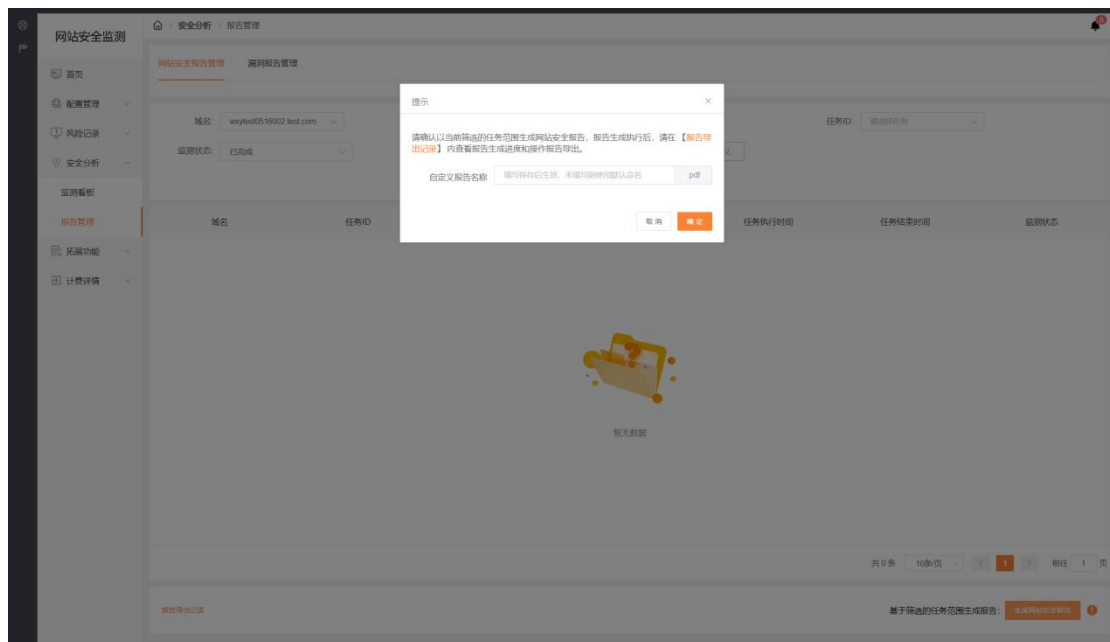 网站安全监测
安全分析 > 报告管理
0
网站安全报告管理 漏洞报告管理
首页
配置管理
风险记录
安全分析
监测看板
报告管理
拓展功能
计费详情
域名: wxytest0516002.test.com
任务ID: 请选择任务
监测状态: 已完成
提示
请确认以当前筛选的任务范围生成网站安全报告，报告生成执行后，请在【报告导
出记录】内查看报告生成进度和操作报告导出。
自定义报告名称 填写保存后生效，未填写则使用默认命名 .pdf
取消 确定
域名 任务ID 任务执行时间 任务结束时间 监测状态
暂无数据
共 0 条 10条/页 < 1 > 前往 1 页
报告导出记录
基于筛选的任务范围生成报告: 生成网站安全报告